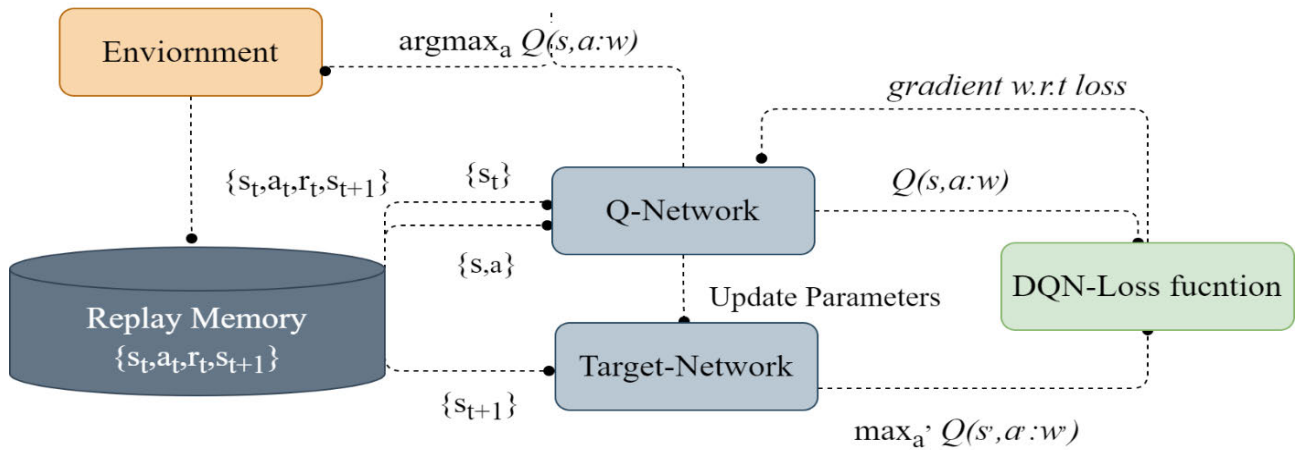 Enviornment
argmaxₐ Q(s,a:w)
gradient w.r.t loss
{sₜ,aₜ,rₜ,sₜ₊₁}
{sₜ}
Q-Network
Q(s,a:w)
{s,a}
DQN-Loss fucntion
Replay Memory
{sₜ,aₜ,rₜ,sₜ₊₁}
Update Parameters
Target-Network
{sₜ₊₁}
maxₐ’ Q(s’,a’:w’)